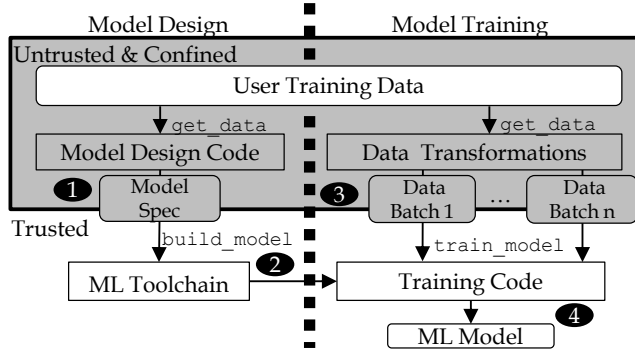 Model Design
Model Training
Untrusted & Confined
User Training Data
get_data
get_data
Model Design Code
Data Transformations
1
Model
Spec
3
Data
Batch 1
...
Data
Batch n
Trusted
build_model
train_model
2
ML Toolchain
Training Code
4
ML Model